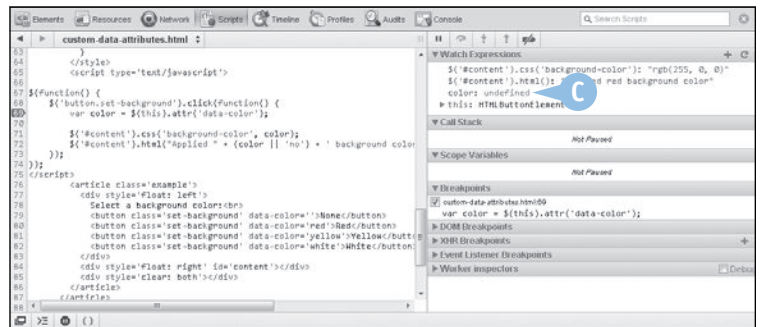 Elements Resources Network Scripts Timeline Profiles Audits Console Search Scripts
custom-data-attributes.html
63 }
64 </style>
65 <script type='text/javascript'>
66
67 $(function() {
68 $('button.set-background').click(function() {
69 var color = $(this).attr('data-color');
70
71 $('#content').css('background-color', color);
72 $('#content').html("Applied " + (color || 'no') + ' background color
73 });
74 });
75 </script>
76 <article class='example'>
77 <div style='float: left'>
78 Select a background color:<br>
79 <button class='set-background' data-color=''>None</button>
80 <button class='set-background' data-color='red'>Red</button>
81 <button class='set-background' data-color='yellow'>Yellow</butto
82 <button class='set-background' data-color='white'>White</button>
83 </div>
84 <div style='float: right' id='content'></div>
85 <div style='clear: both'></div>
86 </article>
87 </article>
88
Watch Expressions
$('#content').css('background-color'): "rgb(255, 0, 0)"
$('#content').html(): red background color"
color: undefined
this: HTMLButtonElement
C
Call Stack
Not Paused
Scope Variables
Not Paused
Breakpoints
custom-data-attributes.html:69
var color = $(this).attr('data-color');
DOM Breakpoints
XHR Breakpoints
Event Listener Breakpoints
Worker inspectors Debu